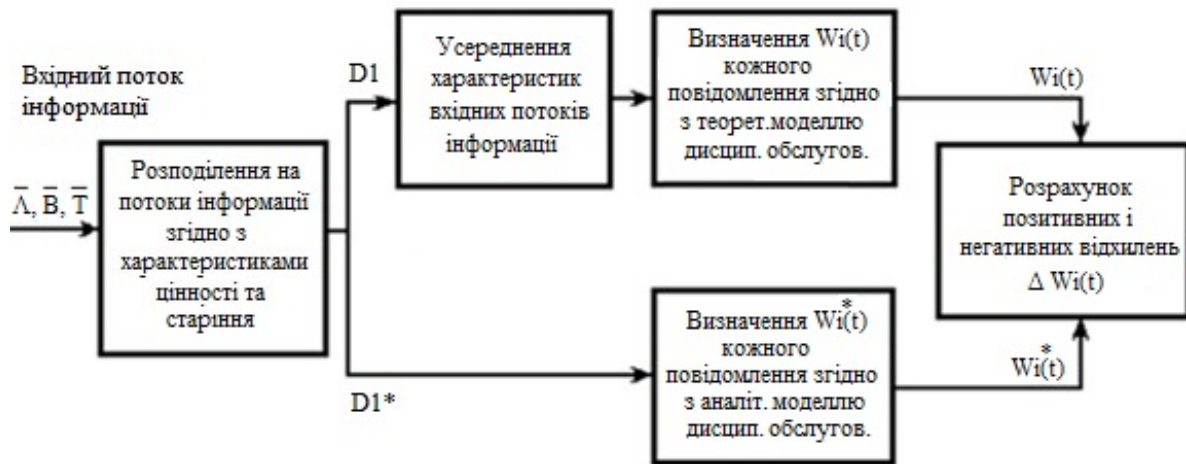 Вхідний поток
інформації
Λ̅, B̅, T̅
Розподілення на
потоки інформації
згідно з
характеристиками
цінності та
старіння
D1
Усереднення
характеристик
вхідних потоків
інформації
Визначення Wi(t)
кожного
повідомлення згідно
з теорет.моделлю
дисцип. обслугов.
Wi(t)
D1*
Визначення Wi*(t)
кожного
повідомлення згідно
з аналіт. моделлю
дисцип. обслугов.
Wi*(t)
Розрахунок
позитивних і
негативних відхилень
Δ Wi(t)